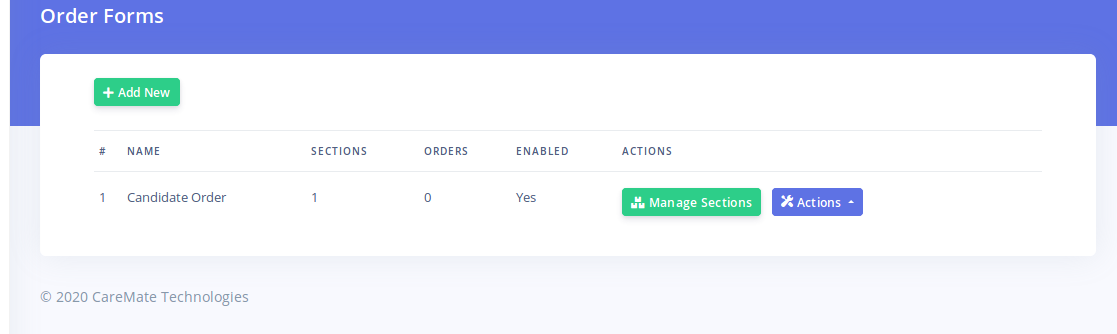 Order Forms
Add New
# NAME SECTIONS ORDERS ENABLED ACTIONS
1 Candidate Order 1 0 Yes Manage Sections Actions
© 2020 CareMate Technologies